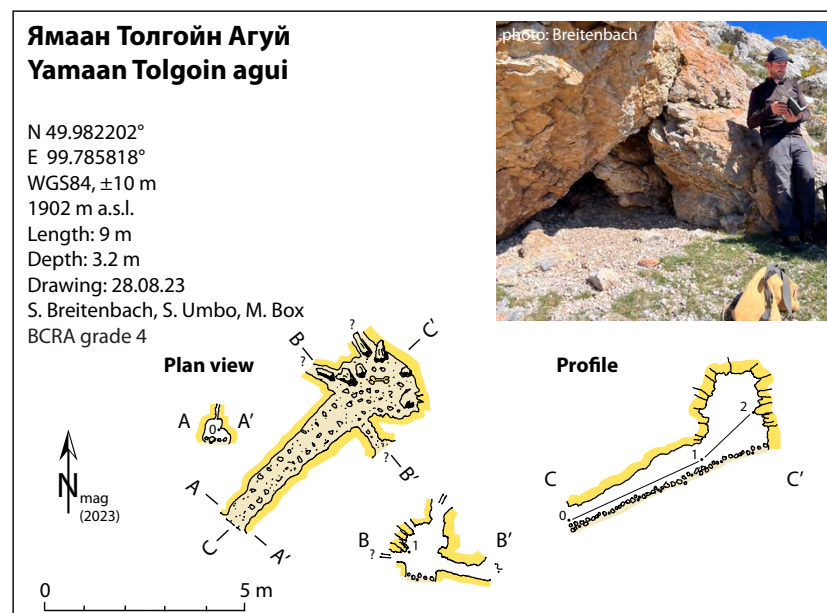 Ямаан Толгойн Агуй
Yamaan Tolgoin agui
N 49.982202°
E 99.785818°
WGS84, ±10 m
1902 m a.s.l.
Length: 9 m
Depth: 3.2 m
Drawing: 28.08.23
S. Breitenbach, S. Umbo, M. Box
BCRA grade 4
photo: Breitenbach
Plan view
B
?
?
C'
A
0
A'
A
C
A'
?
B'
N mag
(2023)
B
?
1
B'
?
0
5 m
Profile
2
1
C
0
C'